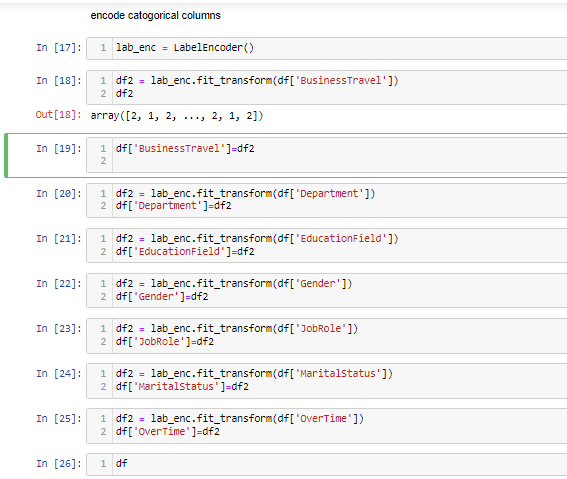 encode catogorical columns
In [17]: 1 lab_enc = LabelEncoder()
In [18]: 1 df2 = lab_enc.fit_transform(df['BusinessTravel'])
2 df2
Out[18]: array([2, 1, 2, ..., 2, 1, 2])
In [19]: 1 df['BusinessTravel']=df2
2
In [20]: 1 df2 = lab_enc.fit_transform(df['Department'])
2 df['Department']=df2
In [21]: 1 df2 = lab_enc.fit_transform(df['EducationField'])
2 df['EducationField']=df2
In [22]: 1 df2 = lab_enc.fit_transform(df['Gender'])
2 df['Gender']=df2
In [23]: 1 df2 = lab_enc.fit_transform(df['JobRole'])
2 df['JobRole']=df2
In [24]: 1 df2 = lab_enc.fit_transform(df['MaritalStatus'])
2 df['MaritalStatus']=df2
In [25]: 1 df2 = lab_enc.fit_transform(df['OverTime'])
2 df['OverTime']=df2
In [26]: 1 df